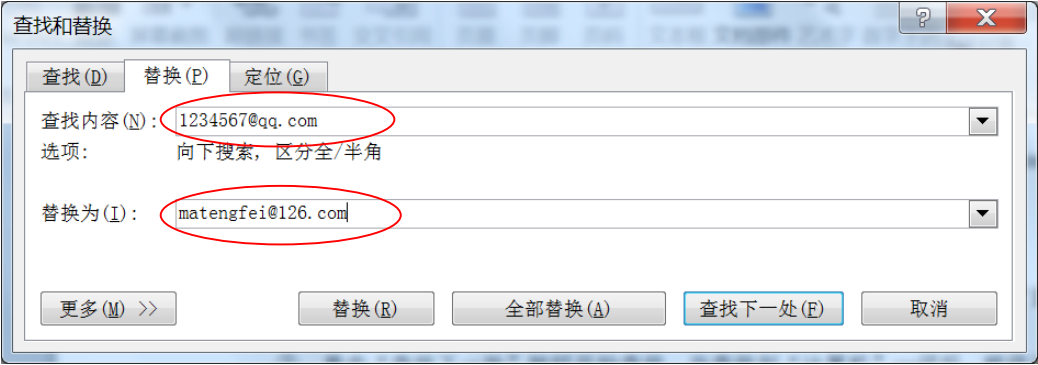 查找和替换
查找(D) 替换(P) 定位(G)
查找内容(N): 1234567@qq.com
选项: 向下搜索, 区分全/半角
替换为(I): matengfei@126.com
更多(M) >> 替换(R) 全部替换(A) 查找下一处(F) 取消